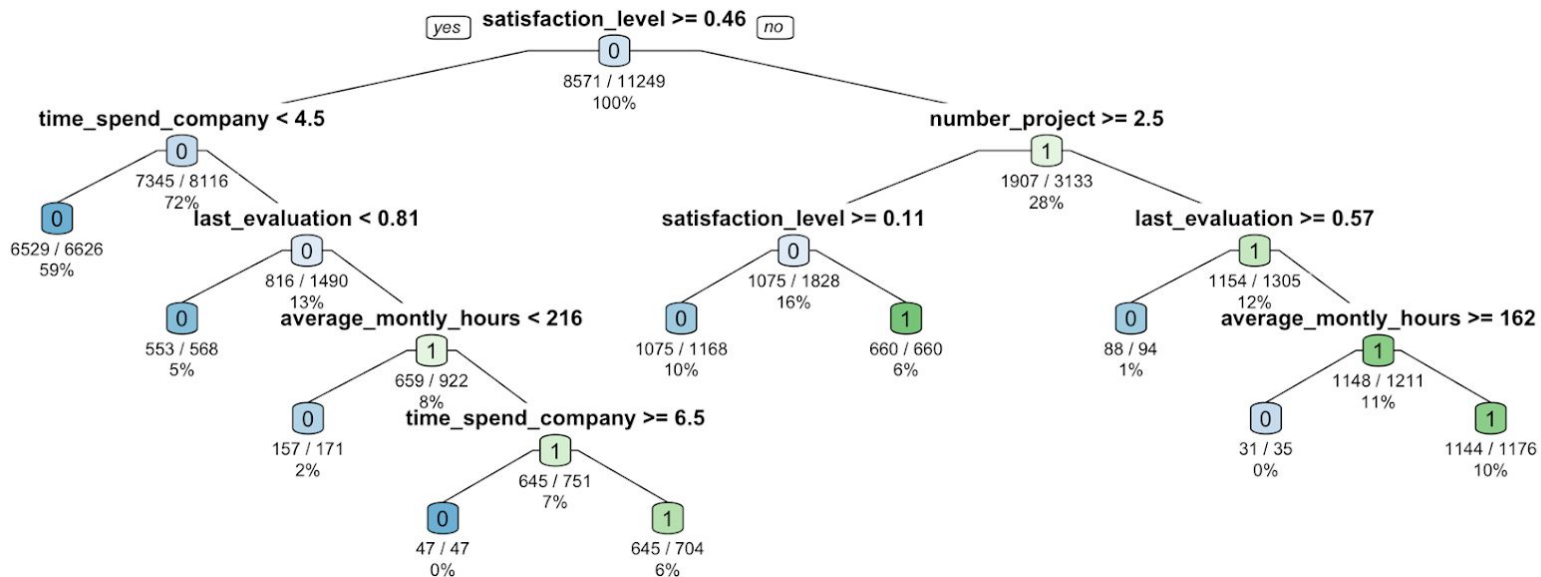 satisfaction_level >= 0.46
yes
no
0
8571 / 11249
100%
time_spend_company < 4.5
number_project >= 2.5
0
1
7345 / 8116
72%
1907 / 3133
28%
last_evaluation < 0.81
satisfaction_level >= 0.11
last_evaluation >= 0.57
0
6529 / 6626
59%
0
816 / 1490
13%
0
1075 / 1828
16%
1
1154 / 1305
12%
average_montly_hours < 216
average_montly_hours >= 162
0
553 / 568
5%
1
659 / 922
8%
0
1075 / 1168
10%
1
660 / 660
6%
0
88 / 94
1%
1
1148 / 1211
11%
time_spend_company >= 6.5
0
157 / 171
2%
1
645 / 751
7%
0
31 / 35
0%
1
1144 / 1176
10%
0
47 / 47
0%
1
645 / 704
6%